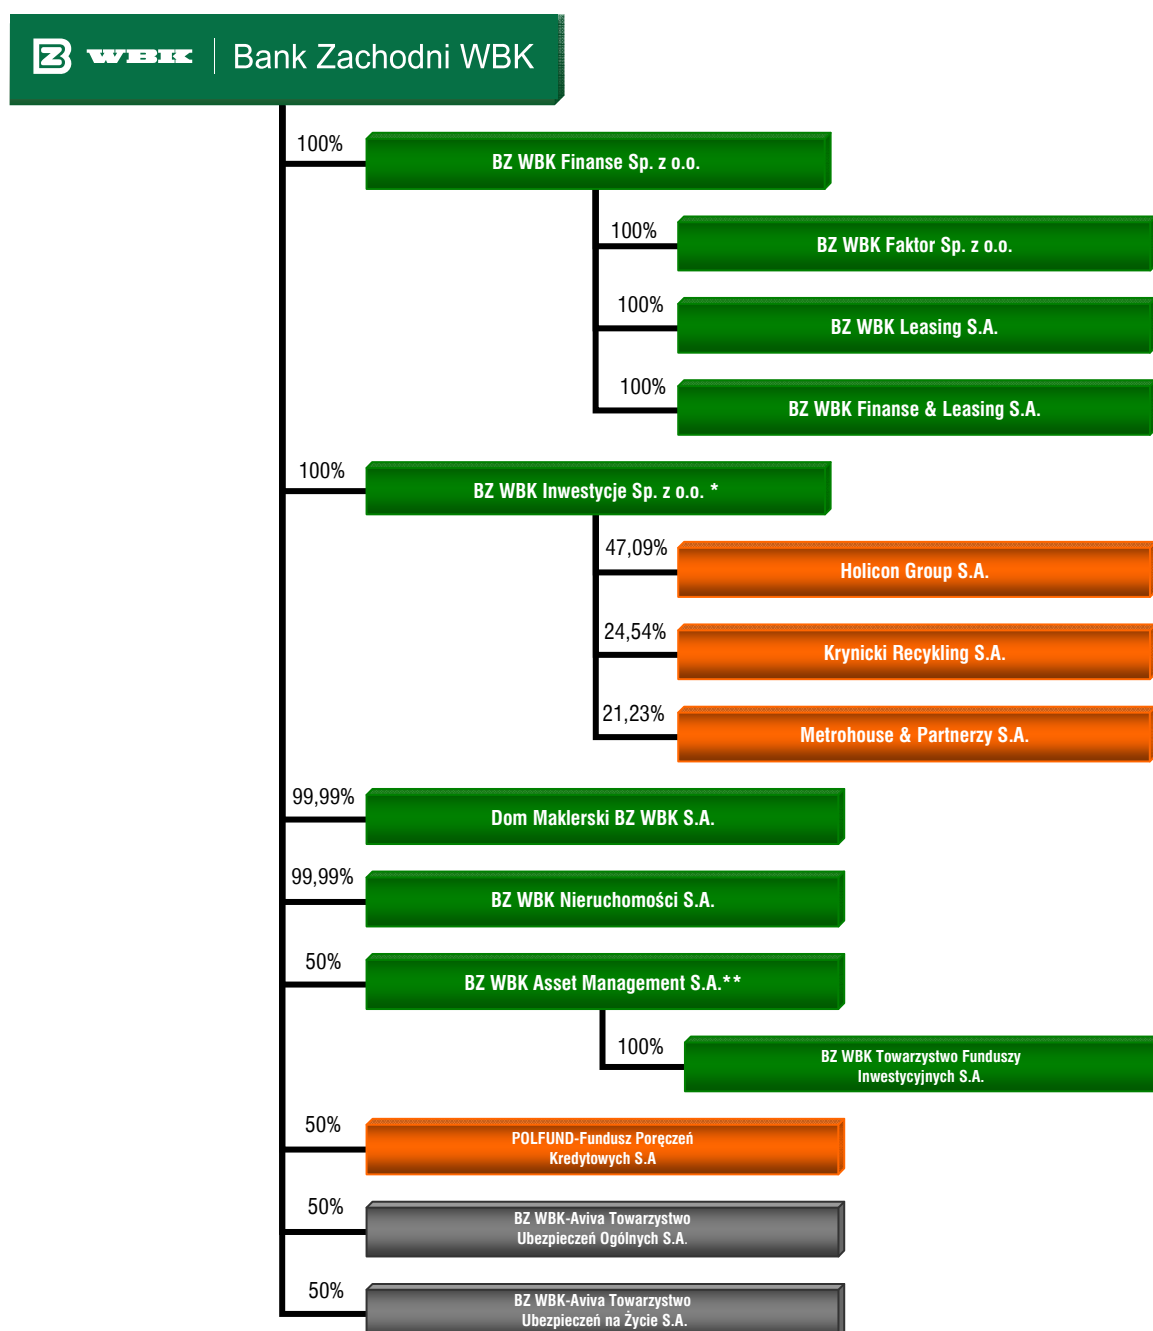 B WBK | Bank Zachodni WBK
100%
BZ WBK Finanse Sp. z o.o.
100%
BZ WBK Faktor Sp. z o.o.
100%
BZ WBK Leasing S.A.
100%
BZ WBK Finanse & Leasing S.A.
100%
BZ WBK Inwestycje Sp. z o.o. *
47,09%
Holicon Group S.A.
24,54%
Krynicki Recykling S.A.
21,23%
Metrohouse & Partnerzy S.A.
99,99%
Dom Maklerski BZ WBK S.A.
99,99%
BZ WBK Nieruchomości S.A.
50%
BZ WBK Asset Management S.A.**
100%
BZ WBK Towarzystwo Funduszy
Inwestycyjnych S.A.
50%
POLFUND-Fundusz Poręczeń
Kredytowych S.A
50%
BZ WBK-Aviva Towarzystwo
Ubezpieczeń Ogólnych S.A.
50%
BZ WBK-Aviva Towarzystwo
Ubezpieczeń na Życie S.A.